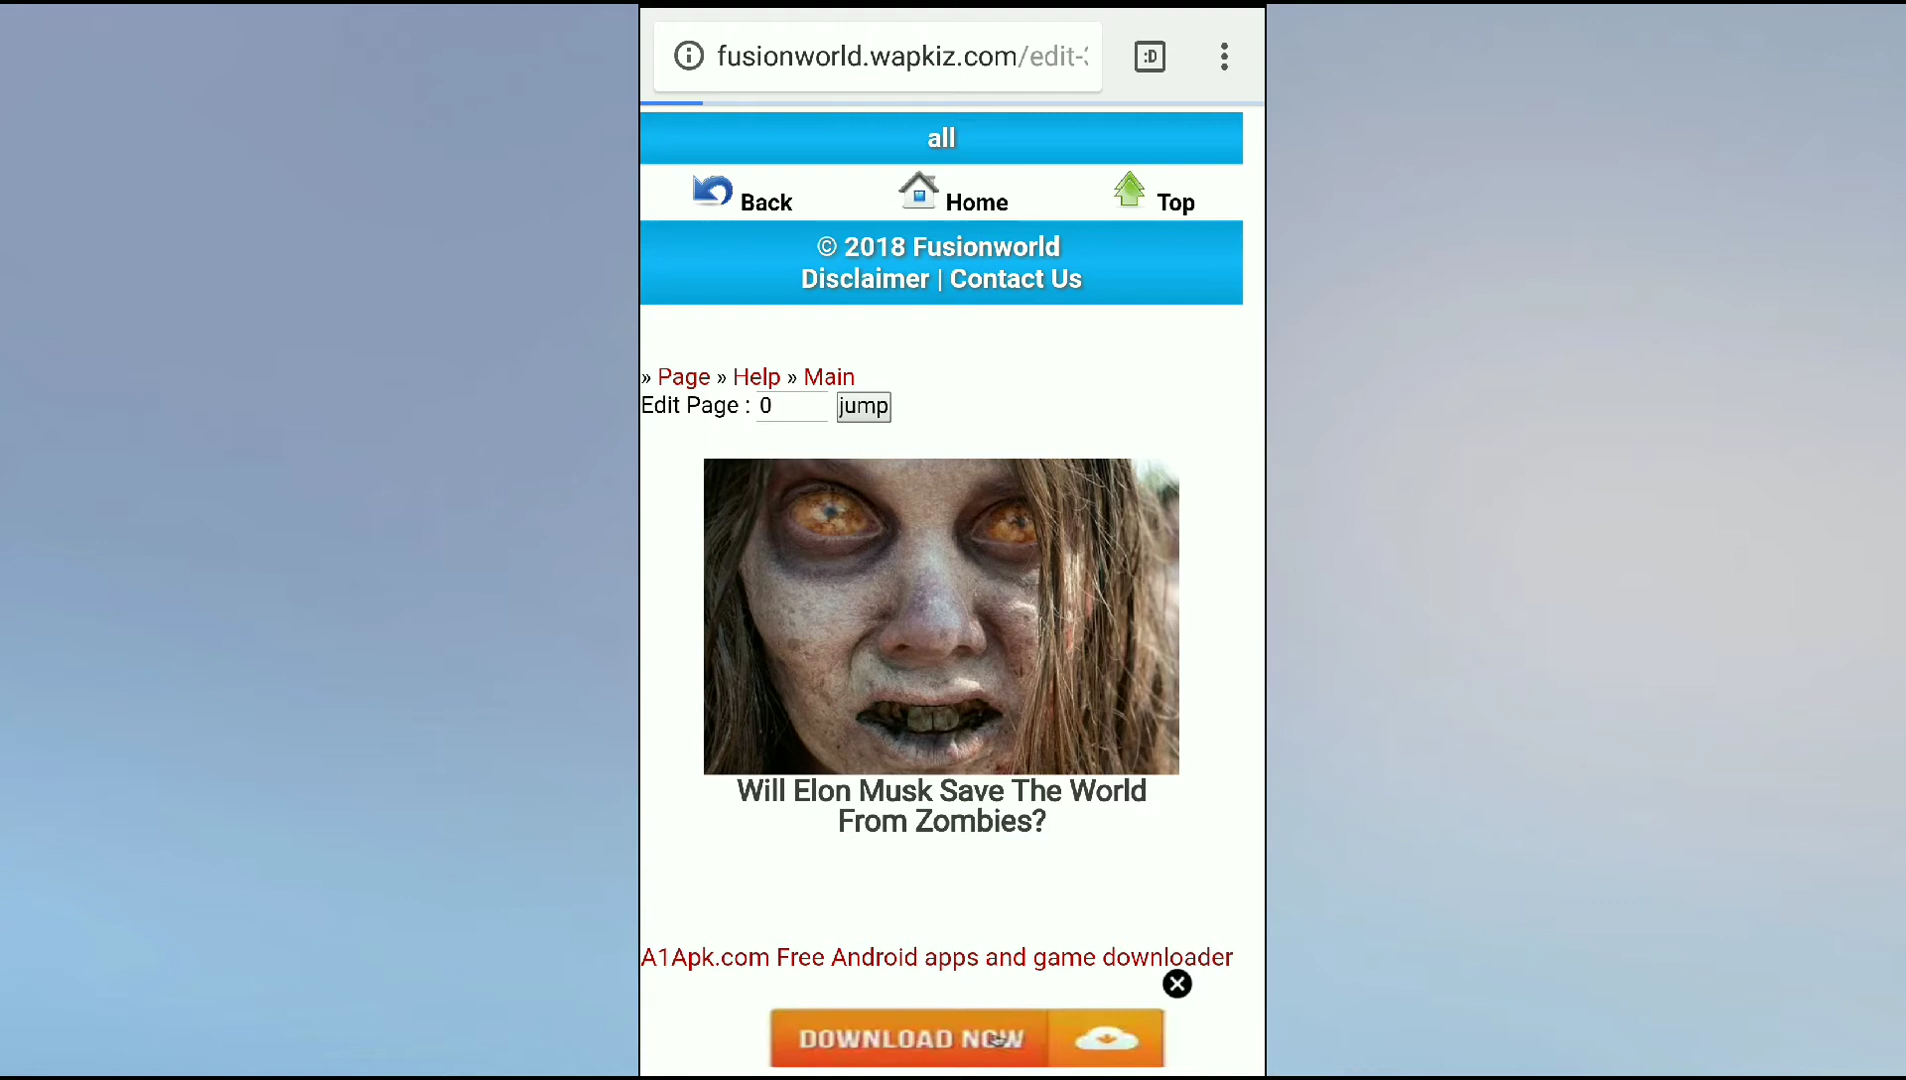 fusionworld.wapkiz.com/edit-
:D
all
Back Home Top
© 2018 Fusionworld
Disclaimer | Contact Us
» Page » Help » Main
Edit Page : 0 jump
Will Elon Musk Save The World
From Zombies?
A1Apk.com Free Android apps and game downloader
DOWNLOAD NOW